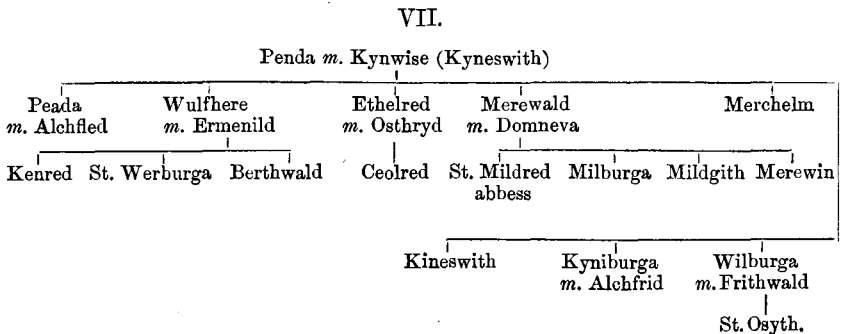 VII.
Penda m. Kynwise (Kyneswith)
Peada Wulfhere Ethelred Merewald Merchelm
m. Alchfled m. Ermenild m. Osthryd m. Domneva
Kenred St. Werburga Berthwald Ceolred St. Mildred Milburga Mildgith Merewin
abbess
Kineswith Kyniburga Wilburga
m. Alchfrid m. Frithwald
St. Osyth.